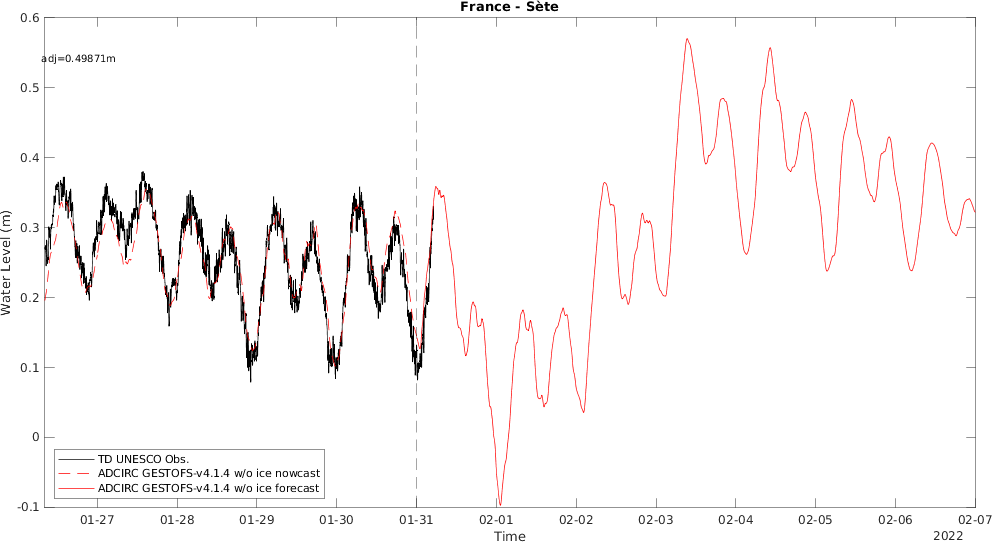 France - Sète
adj=0.49871m
Water Level (m)
0.6
0.5
0.4
0.3
0.2
0.1
0
-0.1
TD UNESCO Obs.
ADCIRC GESTOFS-v4.1.4 w/o ice nowcast
ADCIRC GESTOFS-v4.1.4 w/o ice forecast
01-27 01-28 01-29 01-30 01-31 02-01 02-02 02-03 02-04 02-05 02-06 02-07
Time
2022